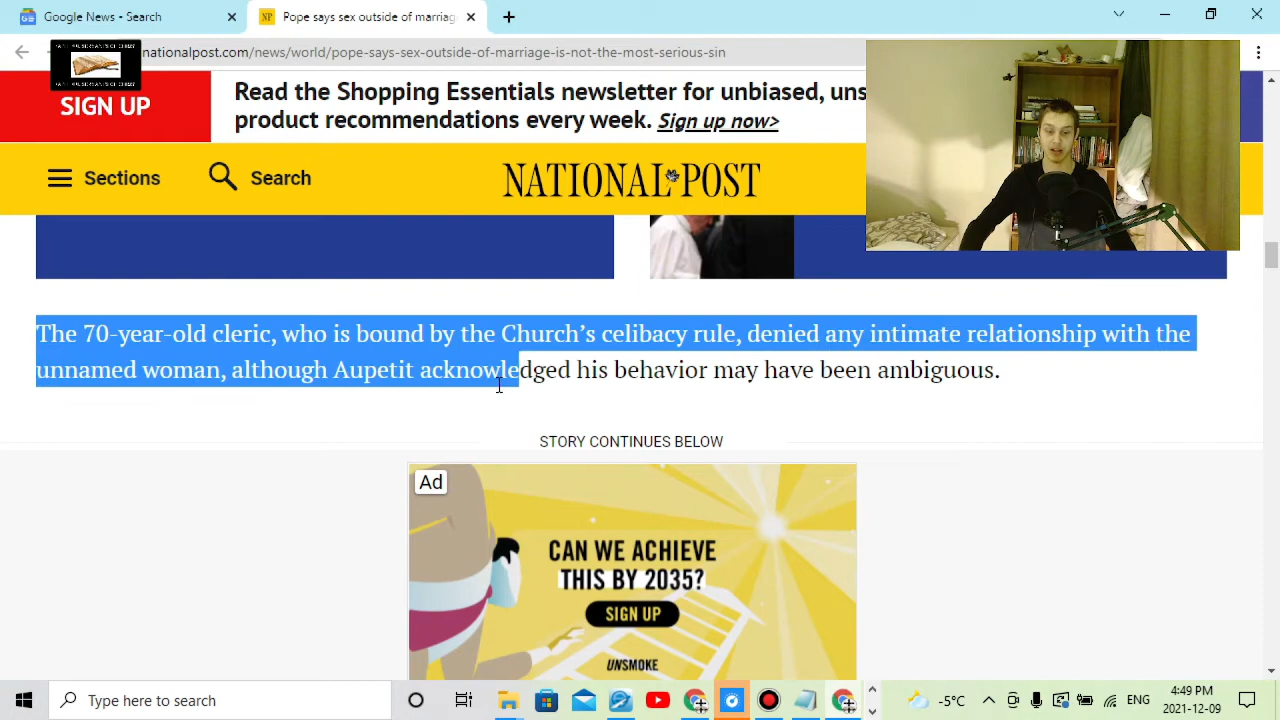 Google News - Search
NP
Pope says sex outside of marriag
nationalpost.com/news/world/pope-says-sex-outside-of-marriage-is-not-the-most-serious-sin
SIGN UP
Read the Shopping Essentials newsletter for unbiased, uns
product recommendations every week. Sign up now>
Sections
Search
NATIONAL POST
The 70-year-old cleric, who is bound by the Church's celibacy rule, denied any intimate relationship with the
unnamed woman, although Aupetit acknowledged his behavior may have been ambiguous.
STORY CONTINUES BELOW
Ad
CAN WE ACHIEVE
THIS BY 2035?
SIGN UP
UNSMOKE
Type here to search
-5°C
ENG
4:49 PM
2021-12-09